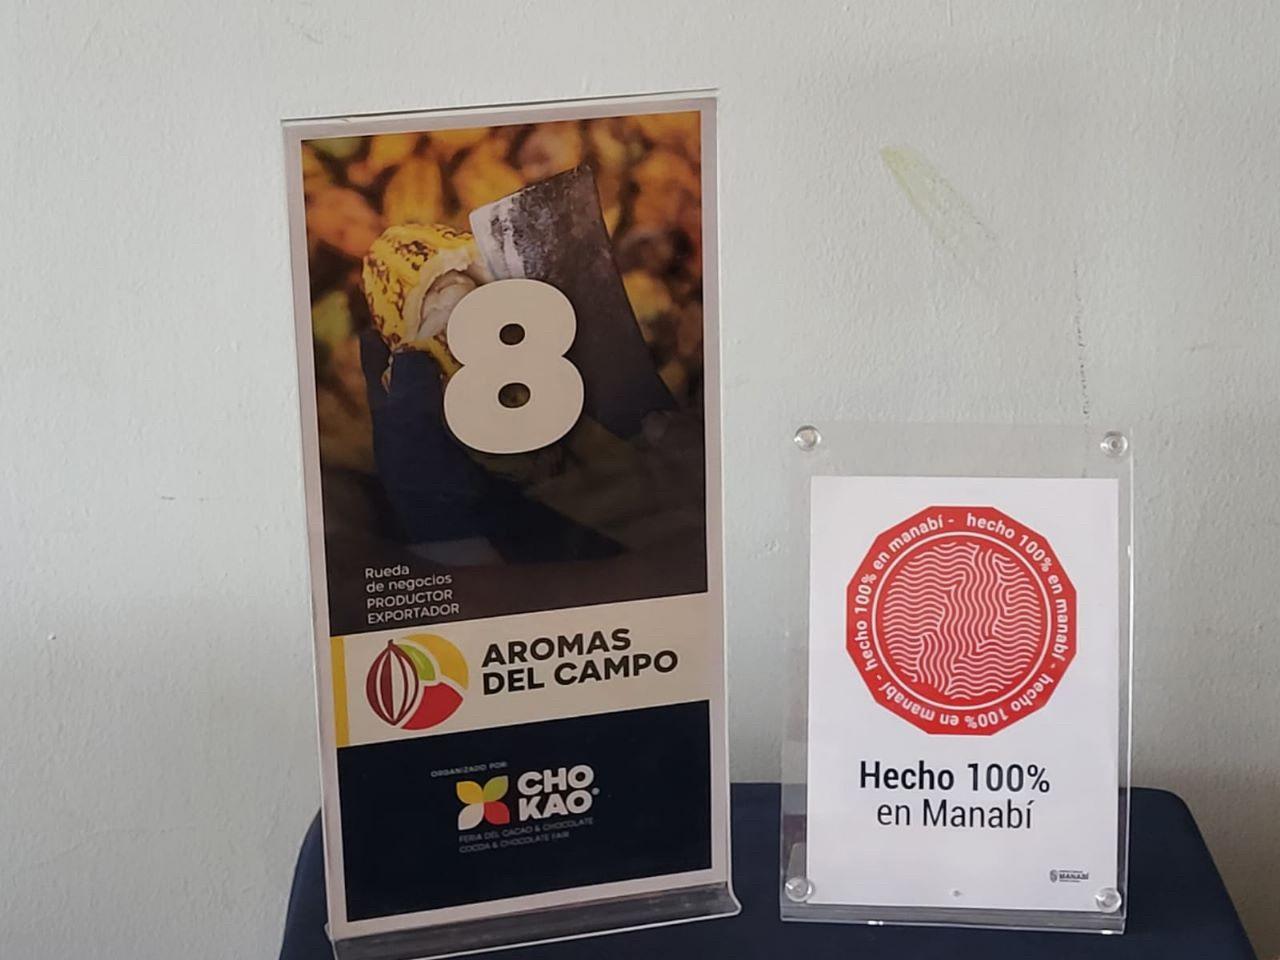 8
Rueda
de negocios
PRODUCTOR
EXPORTADOR
AROMAS
DEL CAMPO
ORGANIZADO POR:
CHO
KAO®
FERIA DEL CACAO & CHOCOLATE
COCOA & CHOCOLATE FAIR
hecho 100% en manabí - hecho 100% en manabí - hecho 100% en manabí -
Hecho 100%
en Manabí
MANABÍ